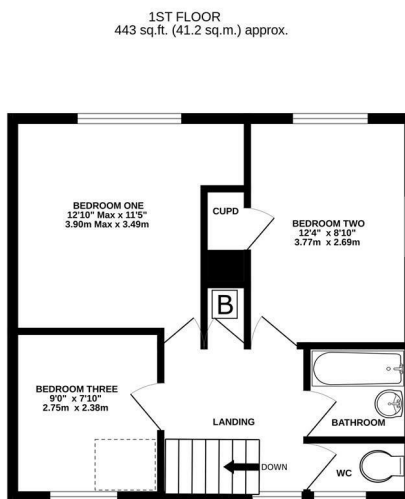 1ST FLOOR
443 sq.ft. (41.2 sq.m.) approx.
BEDROOM ONE
12'10" Max x 11'5"
3.90m Max x 3.49m
CUPD
BEDROOM TWO
12'4" x 8'10"
3.77m x 2.69m
B
BEDROOM THREE
9'0" x 7'10"
2.75m x 2.38m
LANDING
BATHROOM
DOWN
WC